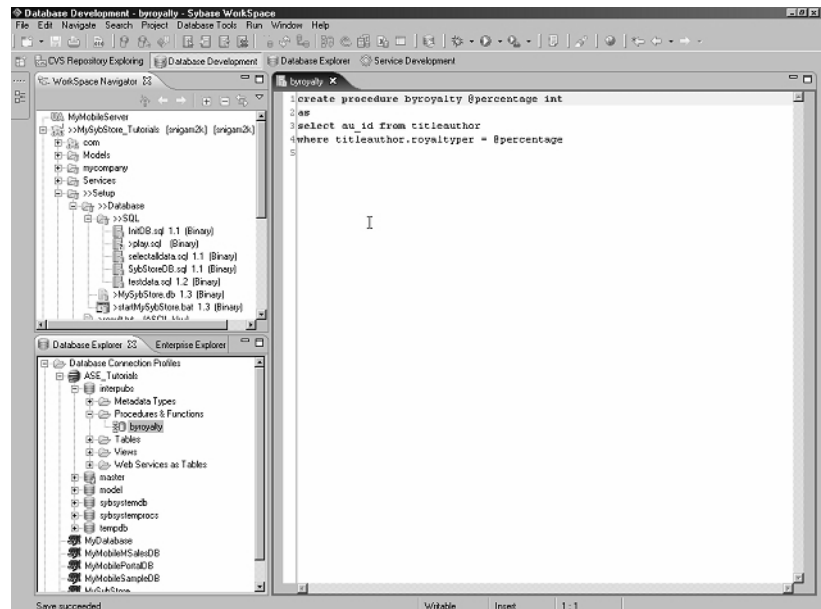 Database Development - byroyalty - Sybase WorkSpace
File Edit Navigate Search Project Database Tools Run Window Help
CVS Repository Exploring Database Development Database Explorer Service Development
WorkSpace Navigator
MyMobileServer
>>MySybStore_Tutorials (snigam2k) (snigam2k)
com
Models
mycompany
Services
>>Setup
>>Database
>>SQL
InitDB.sql 1.1 (Binary)
>play.sql (Binary)
selectalldata.sql 1.1 (Binary)
SybStoreDB.sql 1.1 (Binary)
testdata.sql 1.2 (Binary)
>MySybStore.db 1.3 (Binary)
>startMySybStore.bat 1.3 (Binary)
Database Explorer Enterprise Explorer
Database Connection Profiles
ASE_Tutorials
interpubs
Metadata Types
Procedures & Functions
byroyalty
Tables
Views
Web Services as Tables
master
model
sybsystemdb
sybsystemprocs
tempdb
MyDatabase
MyMobileMSalesDB
MyMobilePortalDB
MyMobileSampleDB
MySybStore
byroyalty
1 create procedure byroyalty @percentage int
2 as
3 select au_id from titleauthor
4 where titleauthor.royaltyper = @percentage
5
Save succeeded Writable Insert 1 : 1